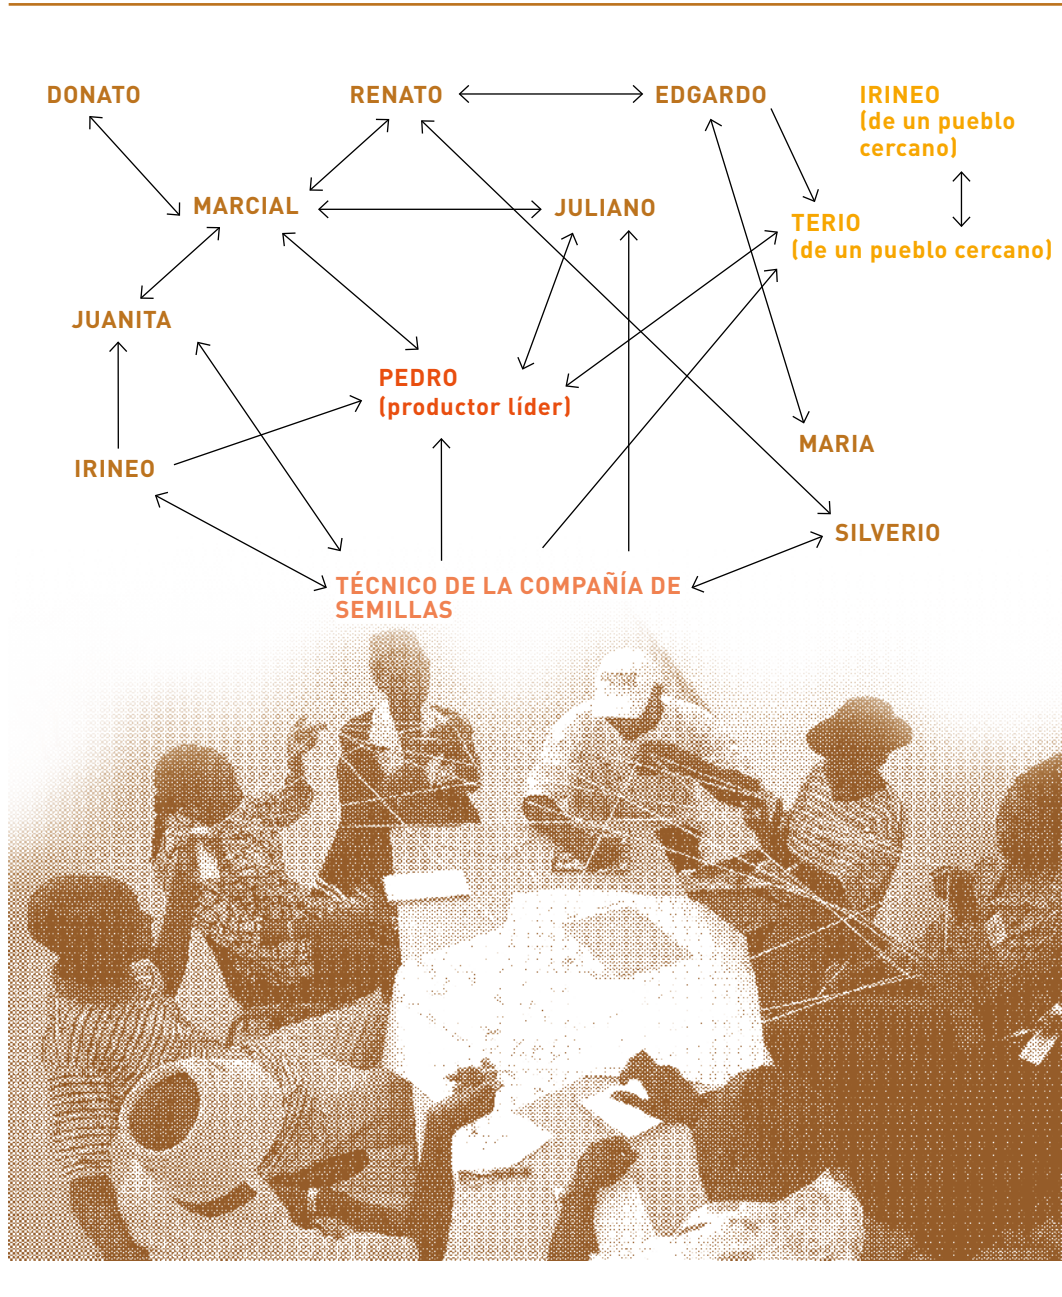 DONATO
RENATO
EDGARDO
IRINEO
(de un pueblo
cercano)
MARCIAL
JULIANO
TERIO
(de un pueblo cercano)
JUANITA
PEDRO
(productor líder)
MARIA
IRINEO
SILVERIO
TÉCNICO DE LA COMPAÑÍA DE
SEMILLAS